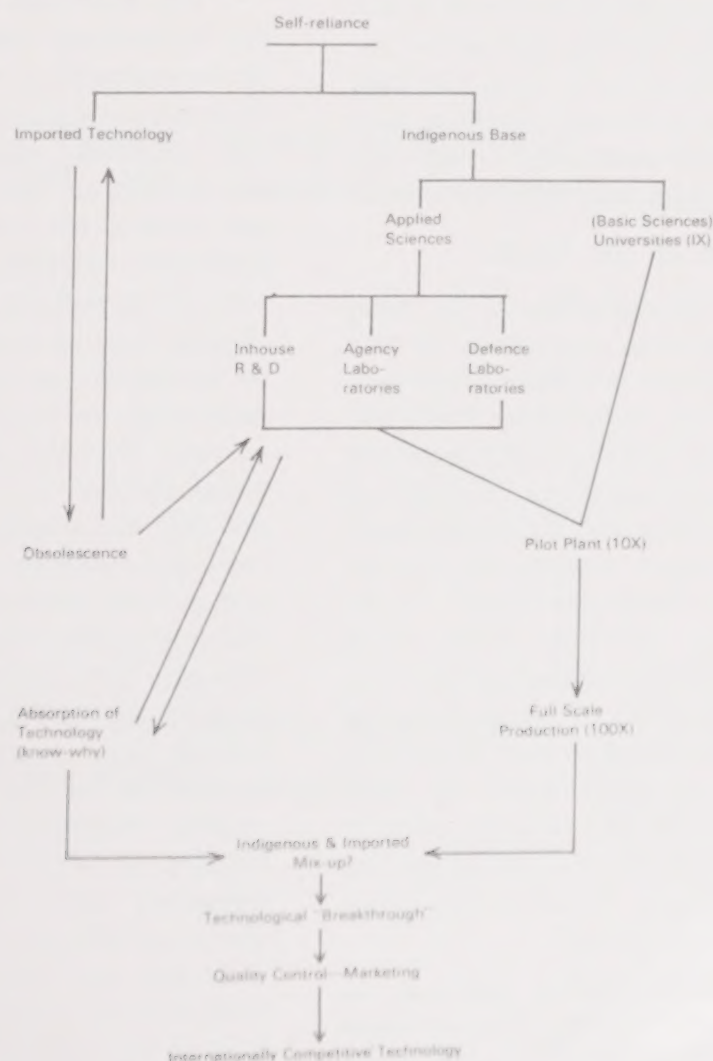 Self-reliance
Imported Technology
Indigenous Base
Applied
Sciences
(Basic Sciences)
Universities (IX)
Inhouse
R & D
Agency
Labo-
ratories
Defence
Labo-
ratories
Obsolescence
Pilot Plant (10X)
Absorption of
Technology
(know-why)
Full Scale
Production (100X)
Indigenous & Imported
Mix-up?
Technological "Breakthrough"
Quality Control—Marketing
Internationally Competitive Technology